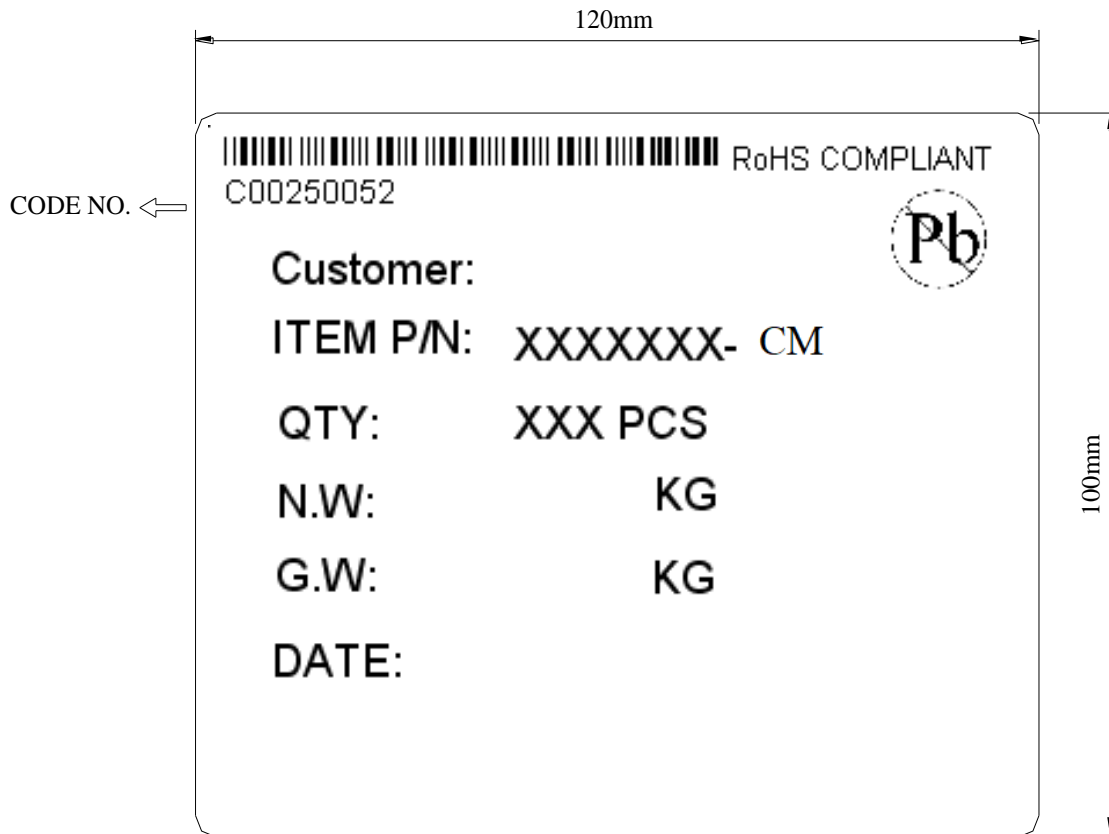 120mm
RoHS COMPLIANT
C00250052
CODE NO.
Pb
Customer:
ITEM P/N: XXXXXXX- CM
QTY: XXX PCS
N.W: KG
G.W: KG
DATE:
100mm